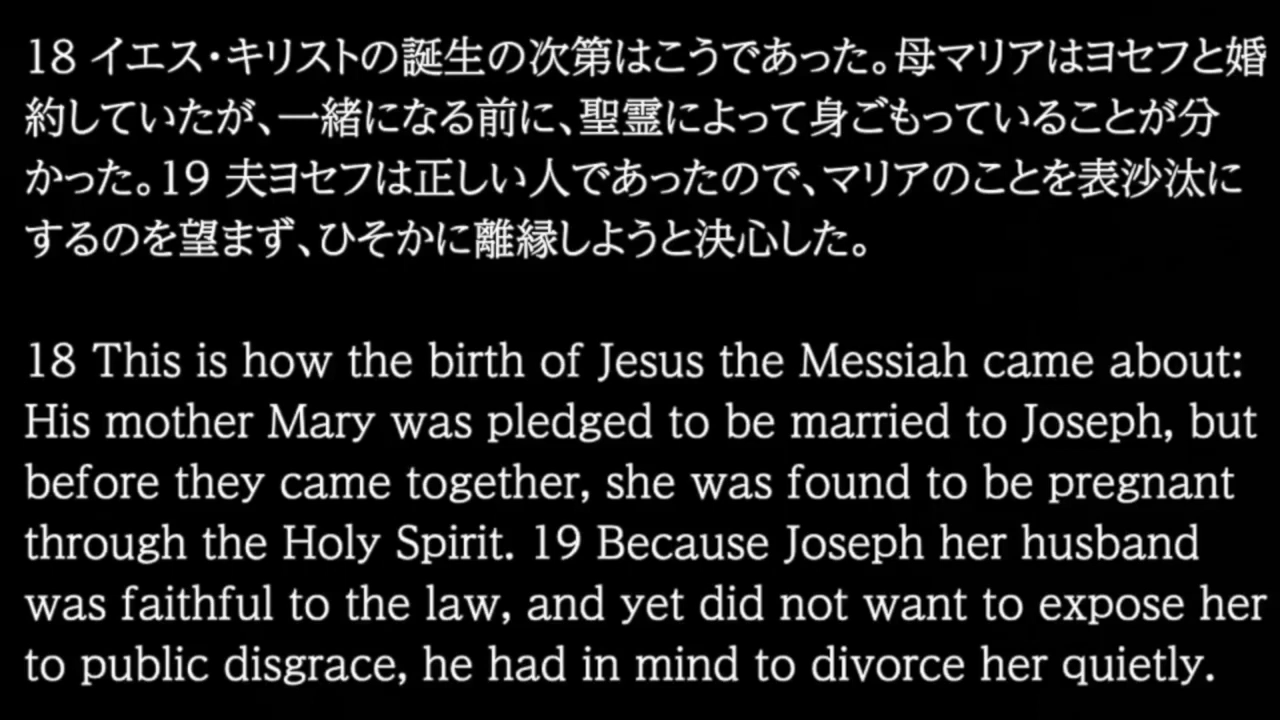 18 イエス・キリストの誕生の次第はこうであった。母マリアはヨセフと婚
約していたが、一緒になる前に、聖霊によって身ごもっていることが分
かった。19 夫ヨセフは正しい人であったので、マリアのことを表沙汰に
するのを望まず、ひそかに離縁しようと決心した。
18 This is how the birth of Jesus the Messiah came about:
His mother Mary was pledged to be married to Joseph, but
before they came together, she was found to be pregnant
through the Holy Spirit. 19 Because Joseph her husband
was faithful to the law, and yet did not want to expose her
to public disgrace, he had in mind to divorce her quietly.